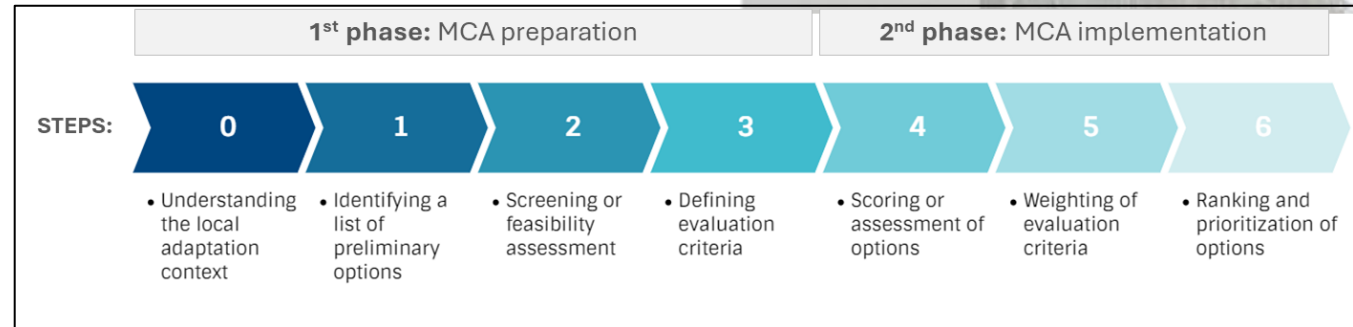 1st phase: MCA preparation
2nd phase: MCA implementation
STEPS:
0
1
2
3
4
5
6
• Understanding
the local
adaptation
context
• Identifying a
list of
preliminary
options
• Screening or
feasibility
assessment
• Defining
evaluation
criteria
• Scoring or
assessment of
options
• Weighting of
evaluation
criteria
• Ranking and
prioritization of
options